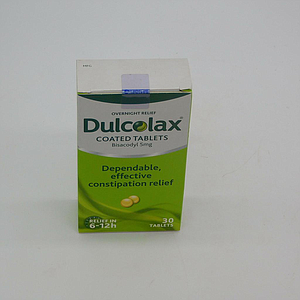 OVERNIGHT RELIEF
Dulcolax
COATED TABLETS
Bisacodyl 5mg
Dependable,
effective
constipation relief
RELIEF IN
6-12h
30
TABLETS